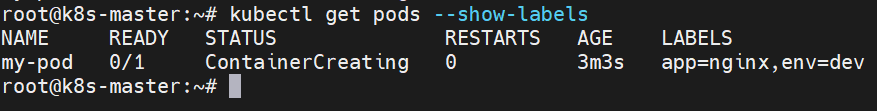 root@k8s-master:~# kubectl get pods --show-labels
NAME     READY   STATUS              RESTARTS   AGE    LABELS
my-pod   0/1     ContainerCreating   0          3m3s   app=nginx,env=dev
root@k8s-master:~#